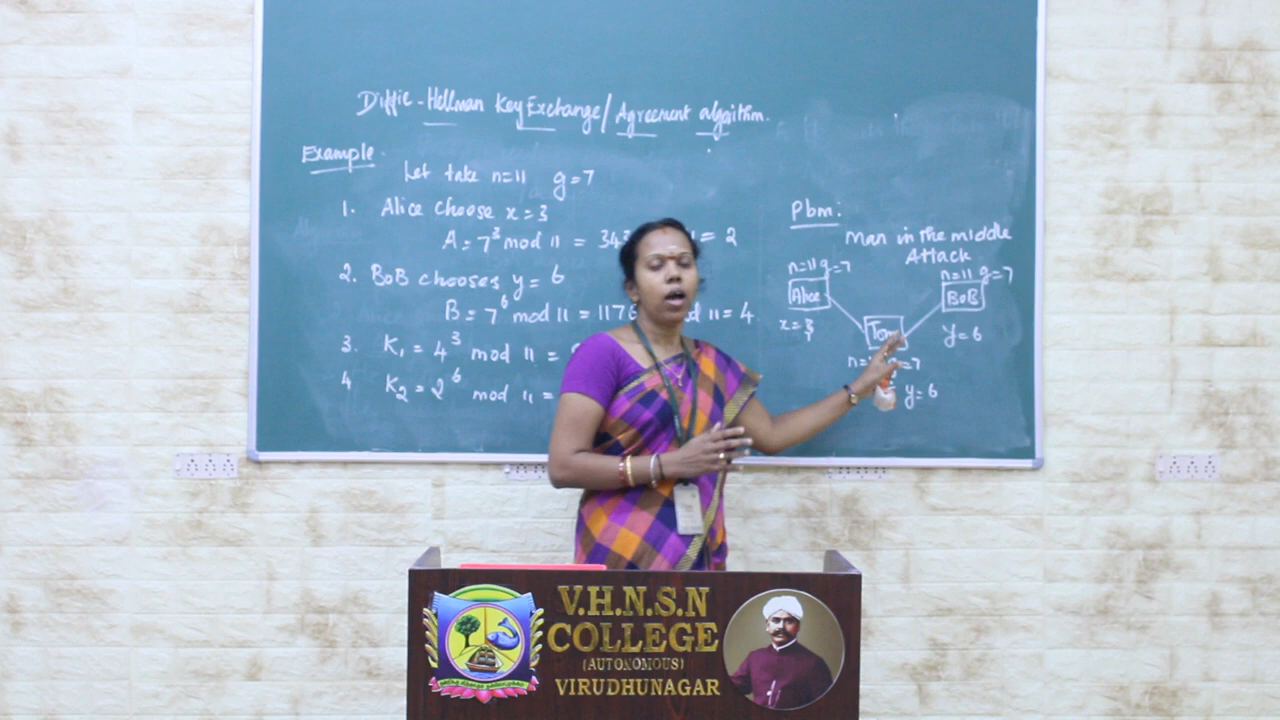 Diffie-Hellman Key Exchange/Agreement algorithm.
Example
Let take n=11 g=7
1. Alice choose x=3
A=7³ mod 11 = 343 = 2
2. BoB chooses y=6
B=7⁶ mod 11 = 1176 mod 11=4
3. K₁=4³ mod 11 =
4 K₂=2⁶ mod 11 =
Pbm:
Man in the middle
Attack
n=11 g=7
n=11 g=7
Alice
BoB
Tom
y=6
g=7
y=6
V.H.N.S.N
COLLEGE
(AUTONOMOUS)
VIRUDHUNAGAR